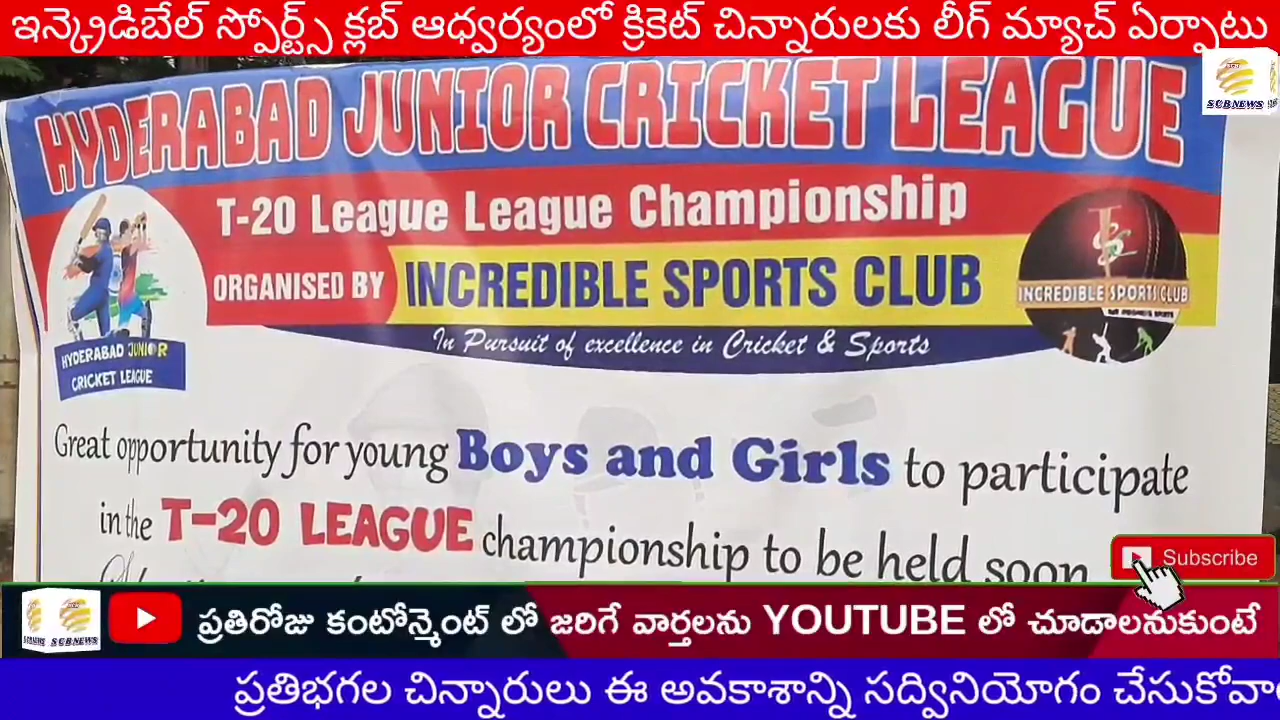 ఇన్క్రెడిబేల్ స్పోర్ట్స్ క్లబ్ ఆధ్వర్యంలో క్రికెట్ చిన్నారులకు లీగ్ మ్యాచ్ ఏర్పాటు
SCBNEWS
HYDERABAD JUNIOR CRICKET LEAGUE
T-20 League League Championship
ORGANISED BY INCREDIBLE SPORTS CLUB
INCREDIBLE SPORTS CLUB
In Pursuit of excellence in Cricket & Sports
HYDERABAD JUNIOR
CRICKET LEAGUE
Great opportunity for young Boys and Girls to participate
in the T-20 LEAGUE championship to be held soon
Subscribe
SCBNEWS
ప్రతిరోజు కంటోన్మెంట్ లో జరిగే వార్తలను YOUTUBE లో చూడాలనుకుంటే
ప్రతిభగల చిన్నారులు ఈ అవకాశాన్ని సద్వినియోగం